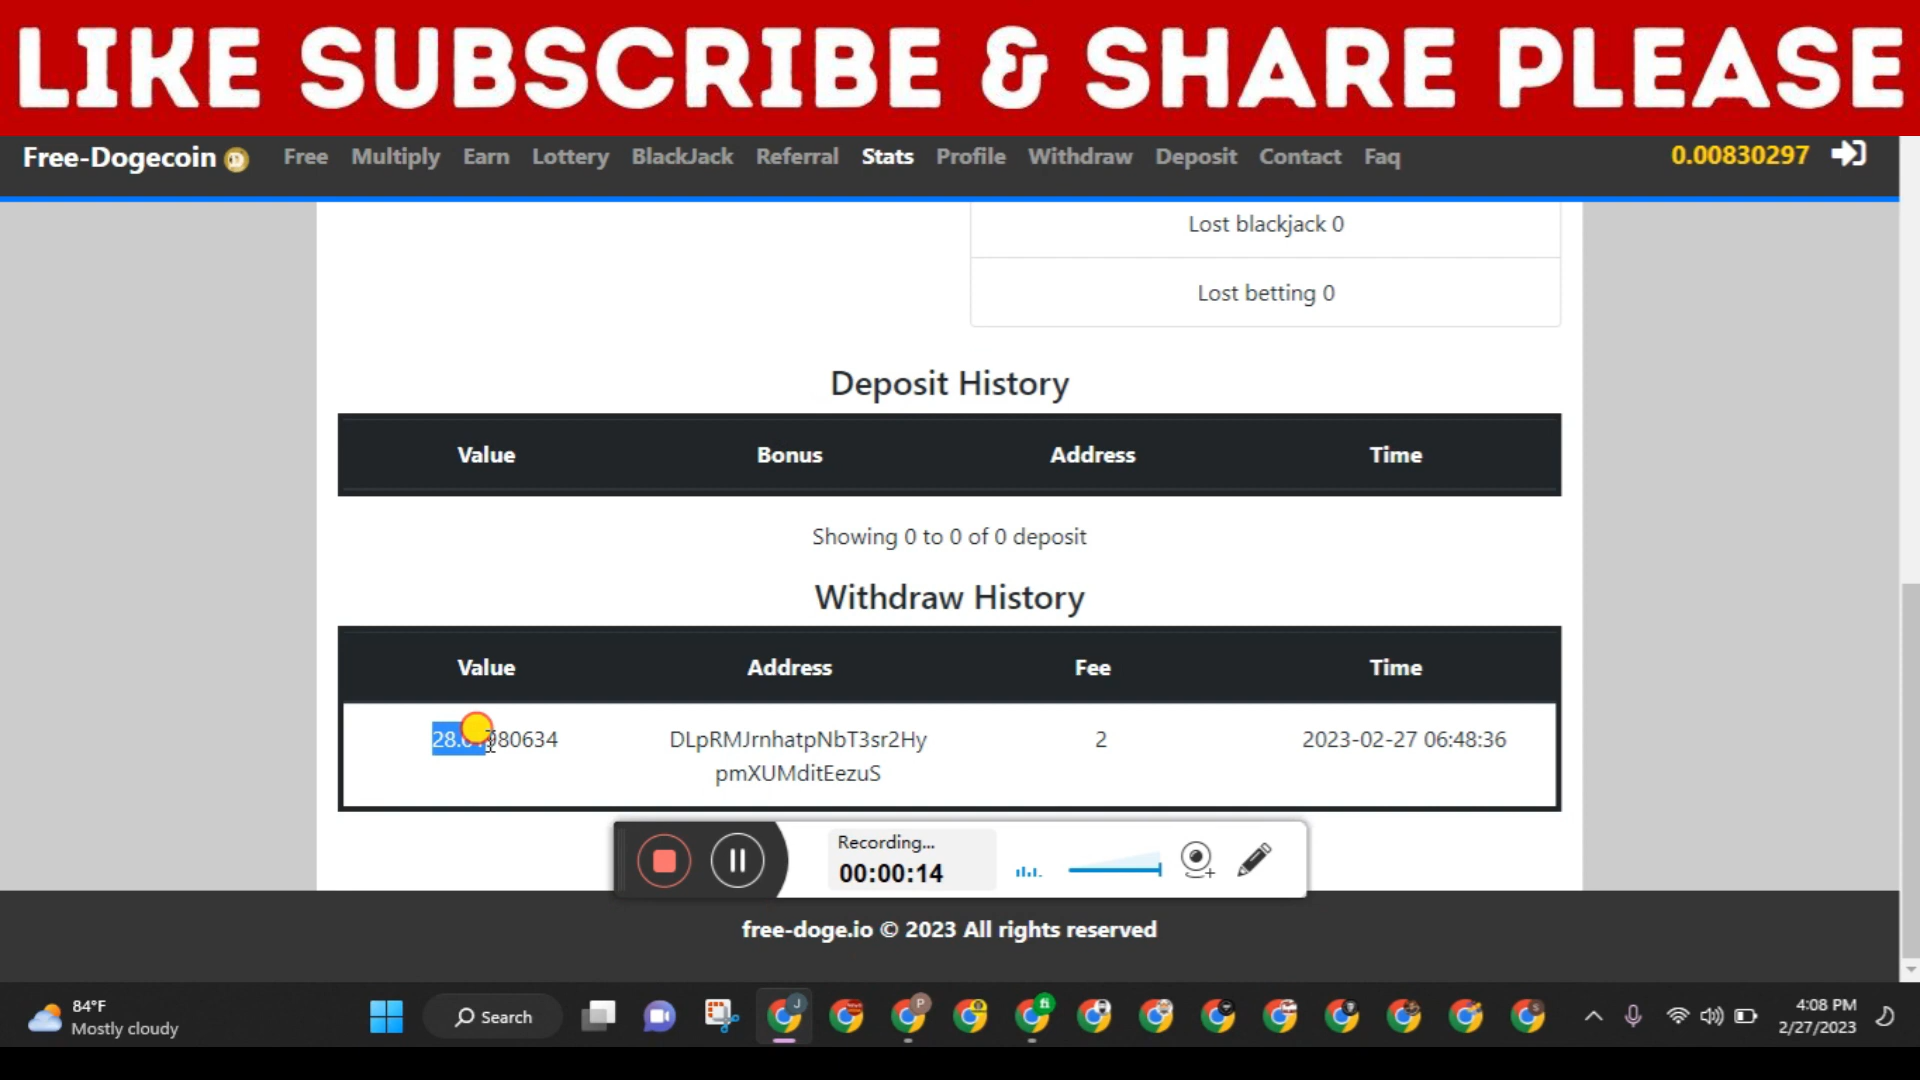 LIKE SUBSCRIBE & SHARE PLEASE
Free-Dogecoin Free Multiply Earn Lottery BlackJack Referral Stats Profile Withdraw Deposit Contact Faq 0.00830297
Lost blackjack 0
Lost betting 0
Deposit History
Value Bonus Address Time
Showing 0 to 0 of 0 deposit
Withdraw History
Value Address Fee Time
DLpRMJrnhatpNbT3sr2Hy 2 2023-02-27 06:48:36
pmXUMditEezuS
Recording...
00:00:14
free-doge.io © 2023 All rights reserved
84°F
Mostly cloudy
Search
4:08 PM
2/27/2023